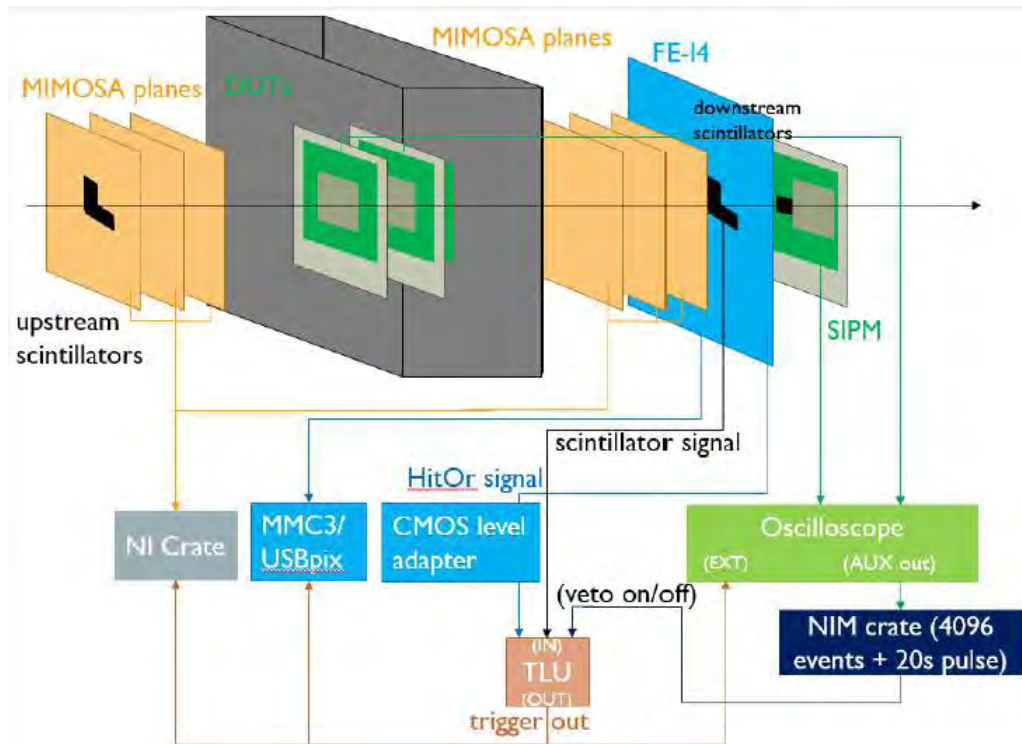 MIMOSA planes
FE-I4
MIMOSA planes
DUTs
downstream
scintillators
upstream
scintillators
SIPM
scintillator signal
HitOr signal
NI Crate
MMC3/
USBpix
CMOS level
adapter
Oscilloscope
(EXT)
(AUX out)
(veto on/off)
NIM crate (4096
events + 20s pulse)
(IN)
TLU
(OUT)
trigger out